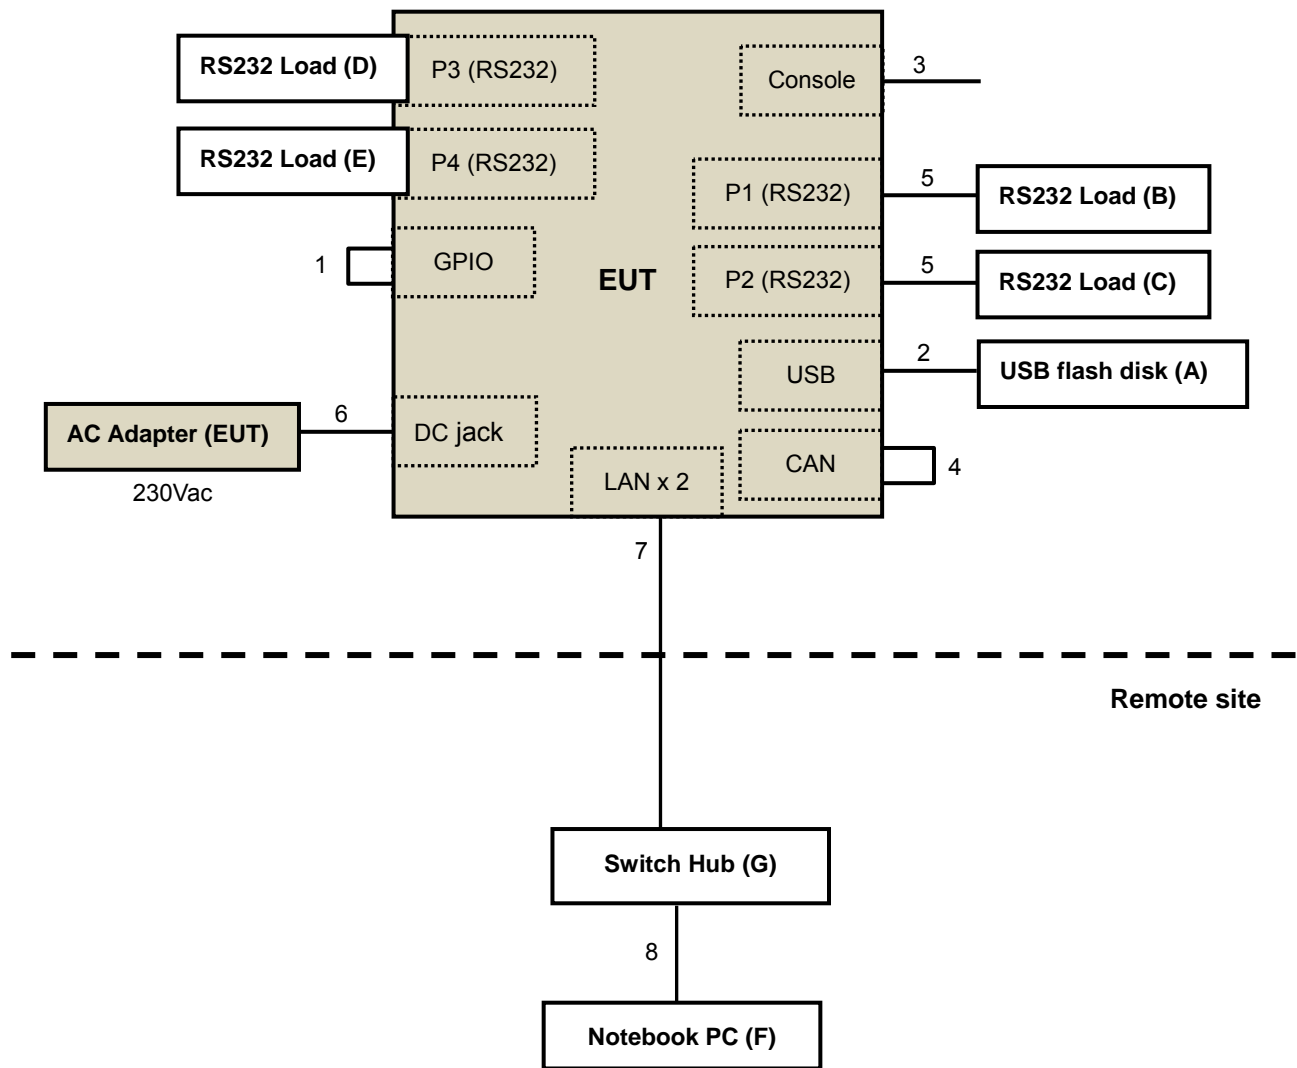 RS232 Load (D)
P3 (RS232)
Console
3
RS232 Load (E)
P4 (RS232)
P1 (RS232)
5
RS232 Load (B)
1
GPIO
EUT
P2 (RS232)
5
RS232 Load (C)
USB
2
USB flash disk (A)
AC Adapter (EUT)
6
DC jack
230Vac
LAN x 2
CAN
4
7
Remote site
Switch Hub (G)
8
Notebook PC (F)